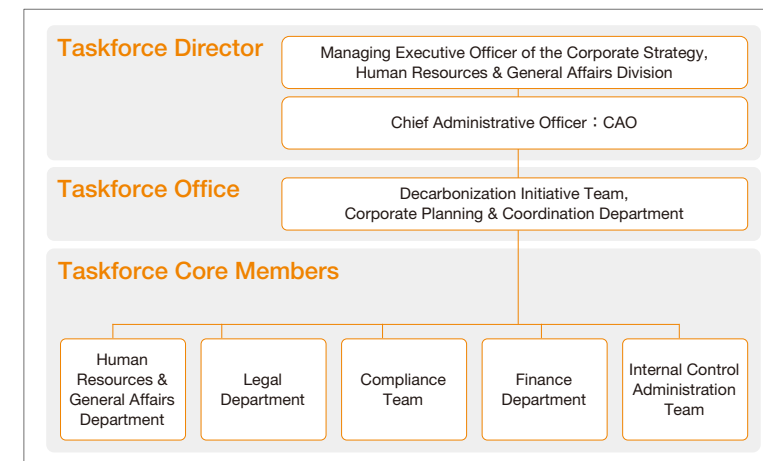 Taskforce Director
Managing Executive Officer of the Corporate Strategy,
Human Resources & General Affairs Division
Chief Administrative Officer：CAO
Taskforce Office
Decarbonization Initiative Team,
Corporate Planning & Coordination Department
Taskforce Core Members
Human
Resources &
General Affairs
Department
Legal
Department
Compliance
Team
Finance
Department
Internal Control
Administration
Team